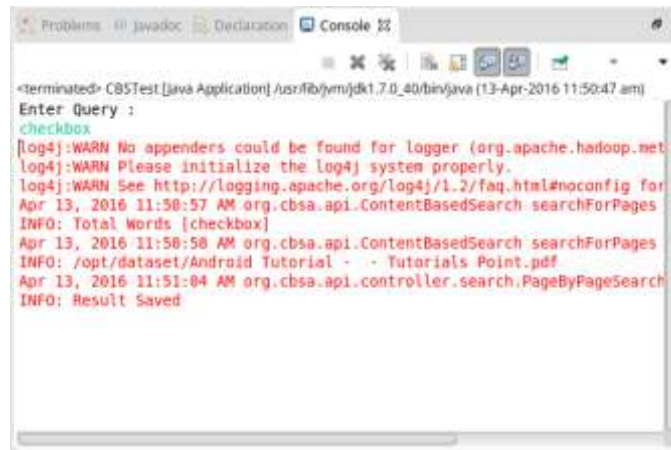 Problems @ Javadoc Declaration Console
<terminated> CBSTest [Java Application] /usr/lib/jvm/jdk1.7.0_40/bin/java (13-Apr-2016 11:50:47 am)
Enter Query :
checkbox
log4j:WARN No appenders could be found for logger (org.apache.hadoop.met
log4j:WARN Please initialize the log4j system properly.
log4j:WARN See http://logging.apache.org/log4j/1.2/faq.html#noconfig for
Apr 13, 2016 11:50:57 AM org.cbsa.api.ContentBasedSearch searchForPages
INFO: Total Words [checkbox]
Apr 13, 2016 11:50:58 AM org.cbsa.api.ContentBasedSearch searchForPages
INFO: /opt/dataset/Android Tutorial -  - Tutorials Point.pdf
Apr 13, 2016 11:51:04 AM org.cbsa.api.controller.search.PageByPageSearch
INFO: Result Saved